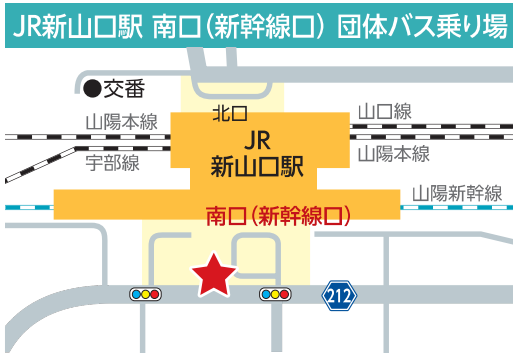 JR新山口駅 南口（新幹線口） 団体バス乗り場
交番
北口
山口線
山陽本線
JR
新山口駅
山陽本線
宇部線
山陽新幹線
南口（新幹線口）
212